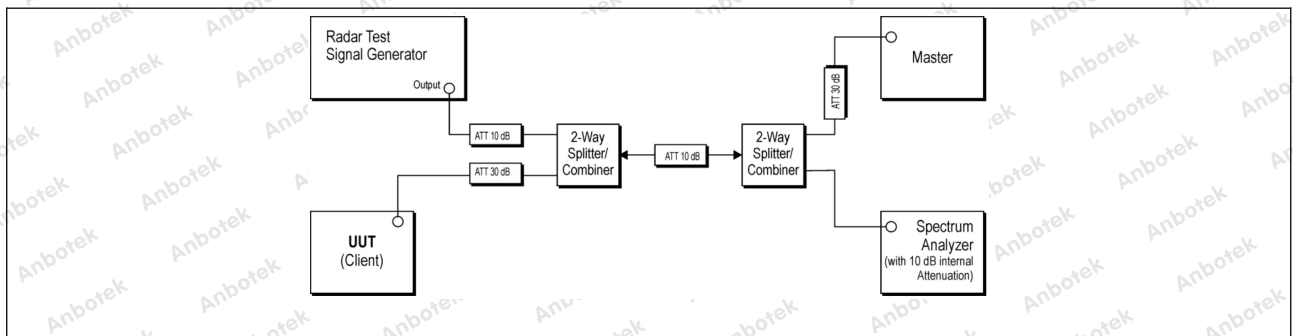 Radar Test
Signal Generator
Output
ATT 10 dB
ATT 30 dB
UUT
(Client)
2-Way
Splitter/
Combiner
ATT 10 dB
2-Way
Splitter/
Combiner
ATT 30 dB
Master
Spectrum
Analyzer
(with 10 dB internal
Attenuation)
Anbotek